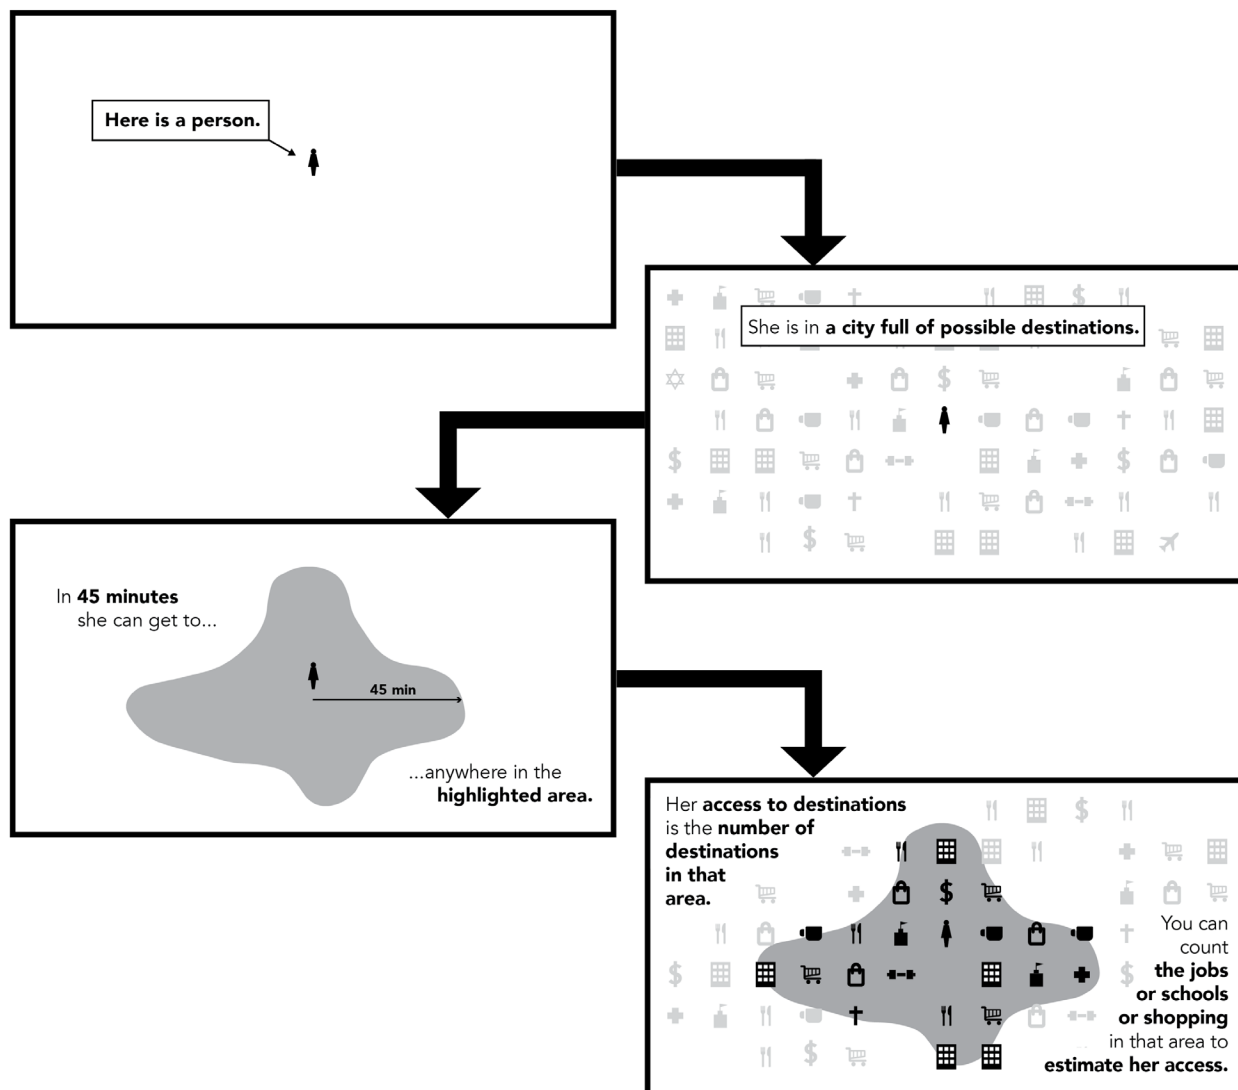 Here is a person.
She is in a city full of possible destinations.
In 45 minutes
she can get to...
45 min
...anywhere in the
highlighted area.
Her access to destinations
is the number of
destinations
in that
area.
You can
count
the jobs
or schools
or shopping
in that area to
estimate her access.